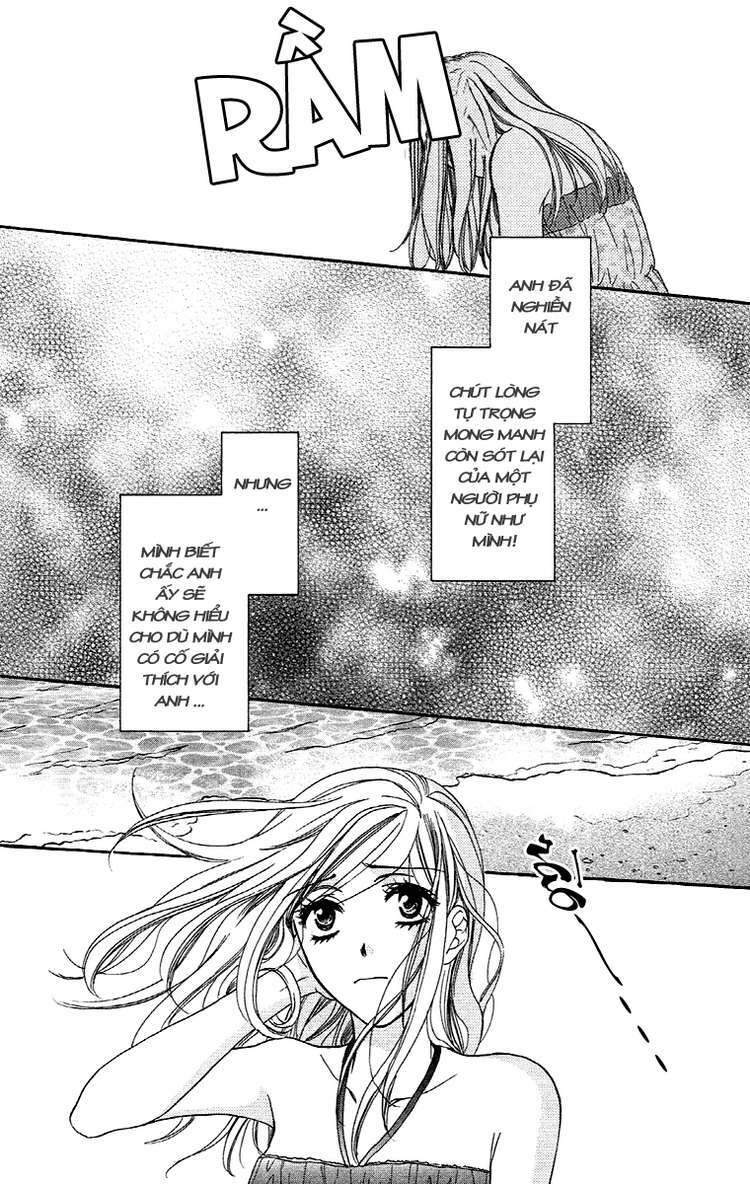 RẦM
ANH ĐÃ
NGHIỀN
NÁT
CHÚT LÒNG
TỰ TRỌNG
MONG MANH
CÒN SÓT LẠI
CỦA MỘT
NGƯỜI PHỤ
NỮ NHƯ
MÌNH!
NHƯNG
...
MÌNH BIẾT
CHẮC ANH
ẤY SẼ
KHÔNG HIỂU
CHO DÙ MÌNH
CÓ CỐ GIẢI
THÍCH VỚI
ANH ...